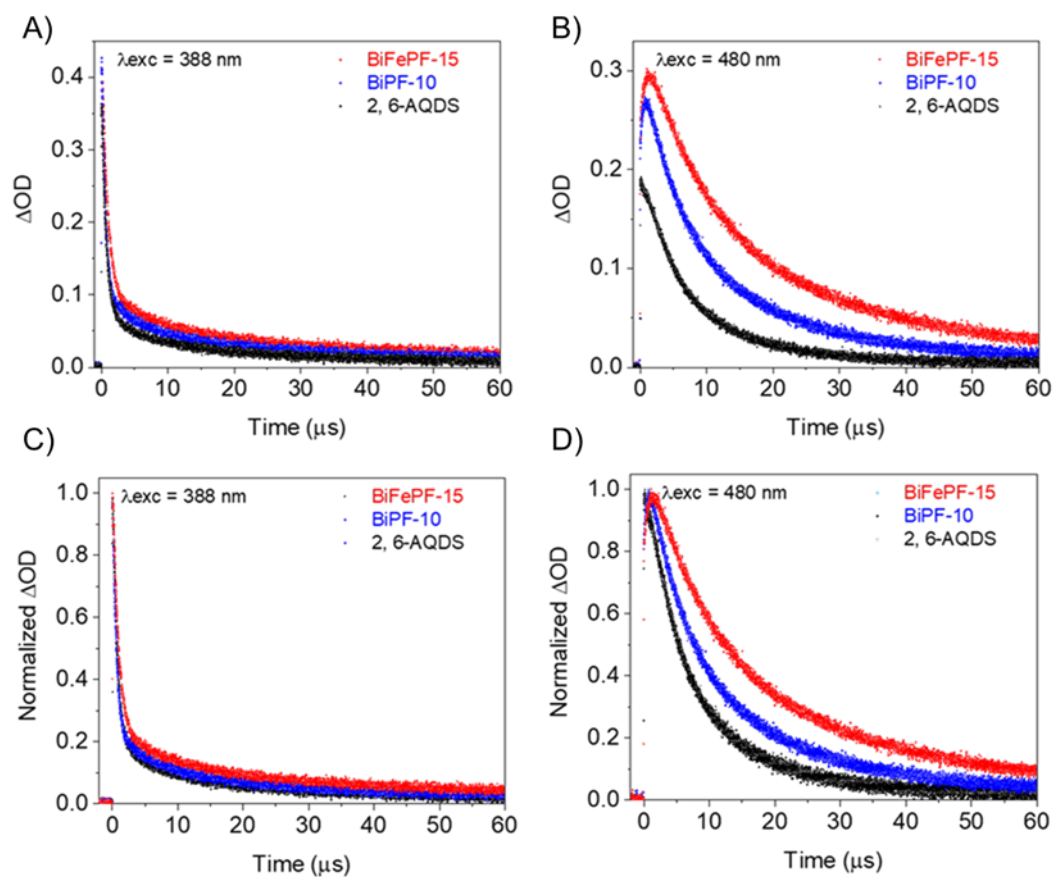 A)
λexc = 388 nm
BiFePF-15
BiPF-10
2, 6-AQDS
0.4
0.3
0.2
0.1
0.0
ΔOD
0 10 20 30 40 50 60
Time (μs)
B)
λexc = 480 nm
BiFePF-15
BiPF-10
2, 6-AQDS
0.3
0.2
0.1
0.0
ΔOD
0 10 20 30 40 50 60
Time (μs)
C)
λexc = 388 nm
BiFePF-15
BiPF-10
2, 6-AQDS
1.0
0.8
0.6
0.4
0.2
0.0
Normalized ΔOD
0 10 20 30 40 50 60
Time (μs)
D)
λexc = 480 nm
BiFePF-15
BiPF-10
2, 6-AQDS
1.0
0.8
0.6
0.4
0.2
0.0
Normalized ΔOD
0 10 20 30 40 50 60
Time (μs)